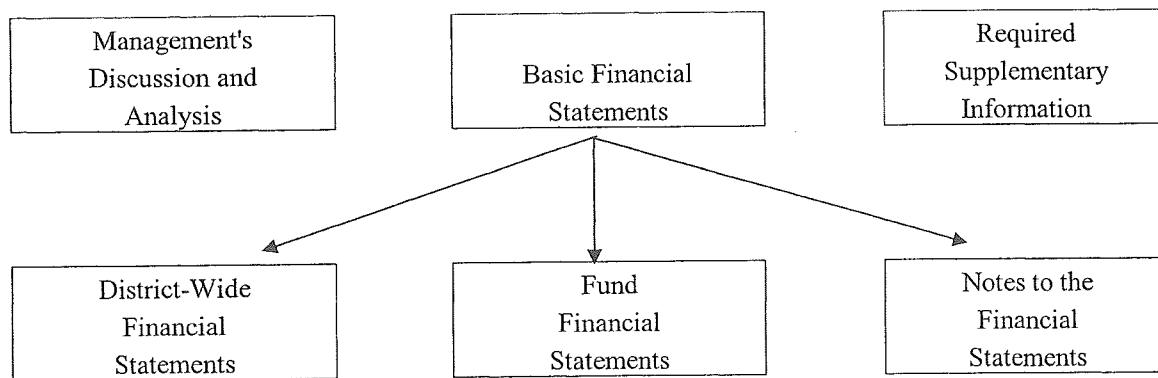 Management's
Discussion and
Analysis
Basic Financial
Statements
Required
Supplementary
Information
District-Wide
Financial
Statements
Fund
Financial
Statements
Notes to the
Financial
Statements